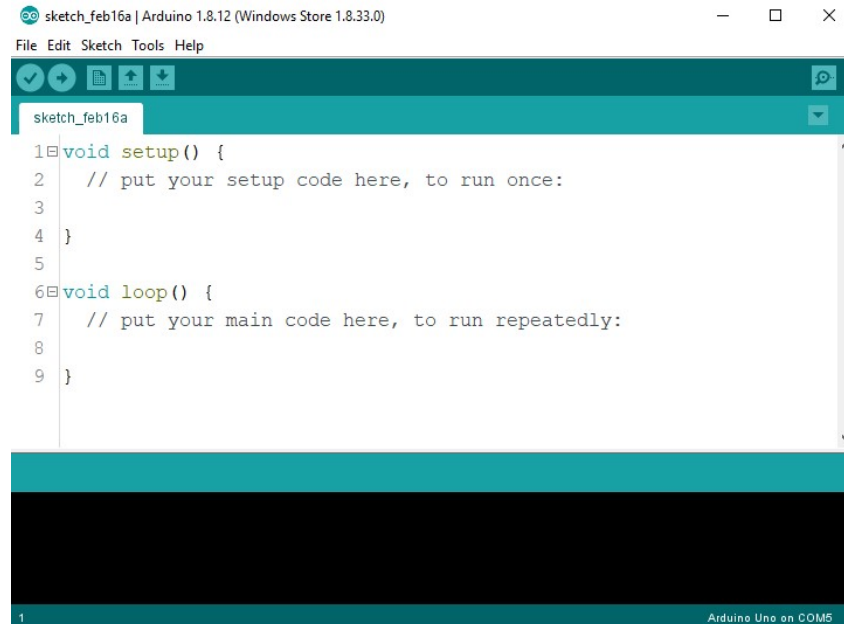 sketch_feb16a | Arduino 1.8.12 (Windows Store 1.8.33.0)
File Edit Sketch Tools Help
sketch_feb16a
1 void setup() {
2 // put your setup code here, to run once:
3
4 }
5
6 void loop() {
7 // put your main code here, to run repeatedly:
8
9 }
1 Arduino Uno on COM5